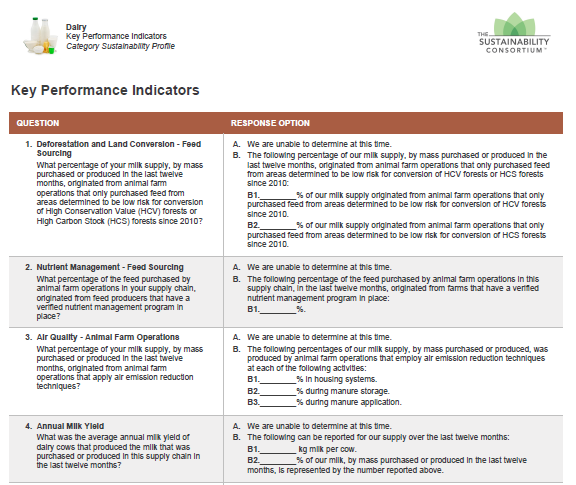 Dairy
Key Performance Indicators
Category Sustainability Profile
THE
SUSTAINABILITY
CONSORTIUM™
Key Performance Indicators
QUESTION
RESPONSE OPTION
1. Deforestation and Land Conversion - Feed
Sourcing
What percentage of your milk supply, by mass
purchased or produced in the last twelve
months, originated from animal farm
operations that only purchased feed from
areas determined to be low risk for conversion
of High Conservation Value (HCV) forests or
High Carbon Stock (HCS) forests since 2010?
A. We are unable to determine at this time.
B. The following percentage of our milk supply, by mass purchased or produced in the
last twelve months, originated from animal farm operations that only purchased feed
from areas determined to be low risk for conversion of HCV forests or HCS forests
since 2010:
B1.________% of our milk supply originated from animal farm operations that only
purchased feed from areas determined to be low risk for conversion of HCV forests
since 2010.
B2.________% of our milk supply originated from animal farm operations that only
purchased feed from areas determined to be low risk for conversion of HCS forests
since 2010.
2. Nutrient Management - Feed Sourcing
What percentage of the feed purchased by
animal farm operations in your supply chain,
originated from feed producers that have a
verified nutrient management program in
place?
A. We are unable to determine at this time.
B. The following percentage of the feed purchased by animal farm operations in this
supply chain, in the last twelve months, originated from farms that have a verified
nutrient management program in place:
B1.________%.
3. Air Quality - Animal Farm Operations
What percentage of your milk supply, by mass
purchased or produced in the last twelve
months, originated from animal farm
operations that apply air emission reduction
techniques?
A. We are unable to determine at this time.
B. The following percentages of our milk supply, by mass purchased or produced, was
produced by animal farm operations that employ air emission reduction techniques
at each of the following activities:
B1.________% in housing systems.
B2.________% during manure storage.
B3.________% during manure application.
4. Annual Milk Yield
What was the average annual milk yield of
dairy cows that produced the milk that was
purchased or produced in this supply chain in
the last twelve months?
A. We are unable to determine at this time.
B. The following can be reported for our supply over the last twelve months:
B1.________ kg milk per cow.
B2.________% of our milk, by mass purchased or produced in the last twelve
months, is represented by the number reported above.